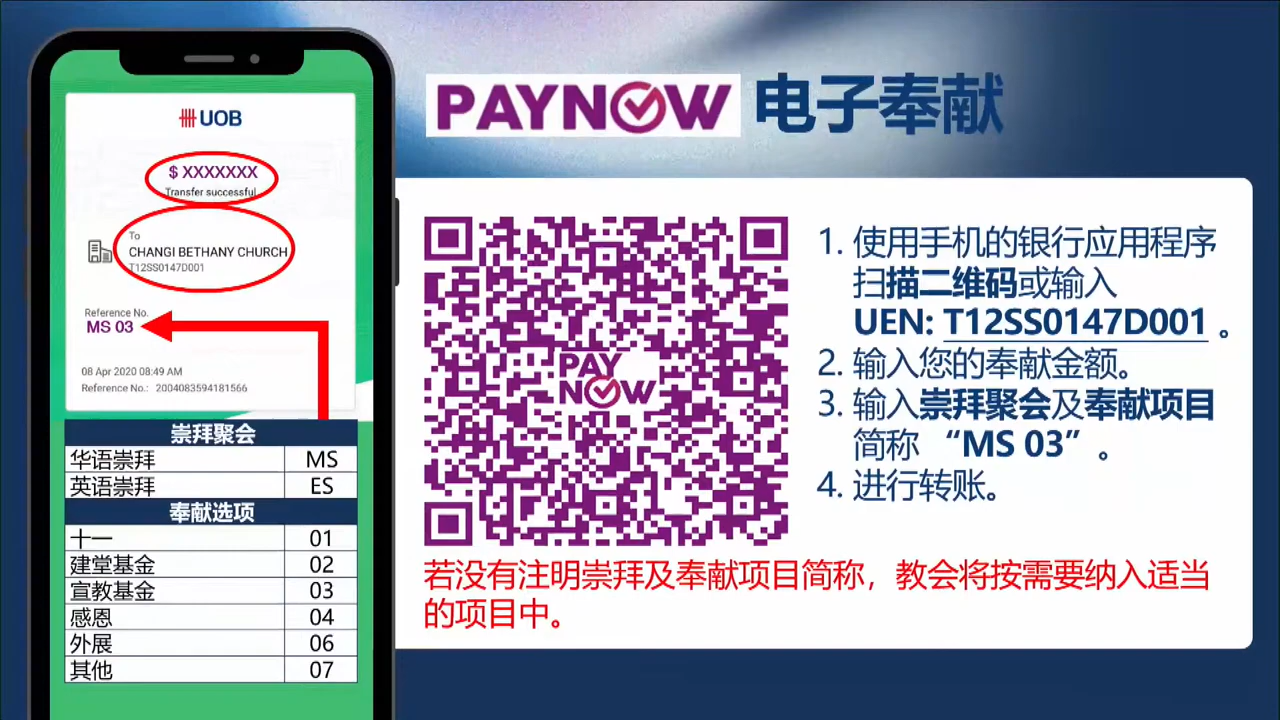 UOB
$ XXXXXXX
Transfer successful
To
CHANGI BETHANY CHURCH
T12SS0147D001
Reference No.
MS 03
08 Apr 2020 08:49 AM
Reference No.: 2004083594181566
崇拜聚会
华语崇拜 MS
英语崇拜 ES
奉献选项
十一 01
建堂基金 02
宣教基金 03
感恩 04
外展 06
其他 07
PAYNOW 电子奉献
PAY
NOW
1. 使用手机的银行应用程序
扫描二维码或输入
UEN: T12SS0147D001 。
2. 输入您的奉献金额。
3. 输入崇拜聚会及奉献项目
简称 “MS 03” 。
4. 进行转账。
若没有注明崇拜及奉献项目简称，教会将按需要纳入适当
的项目中。